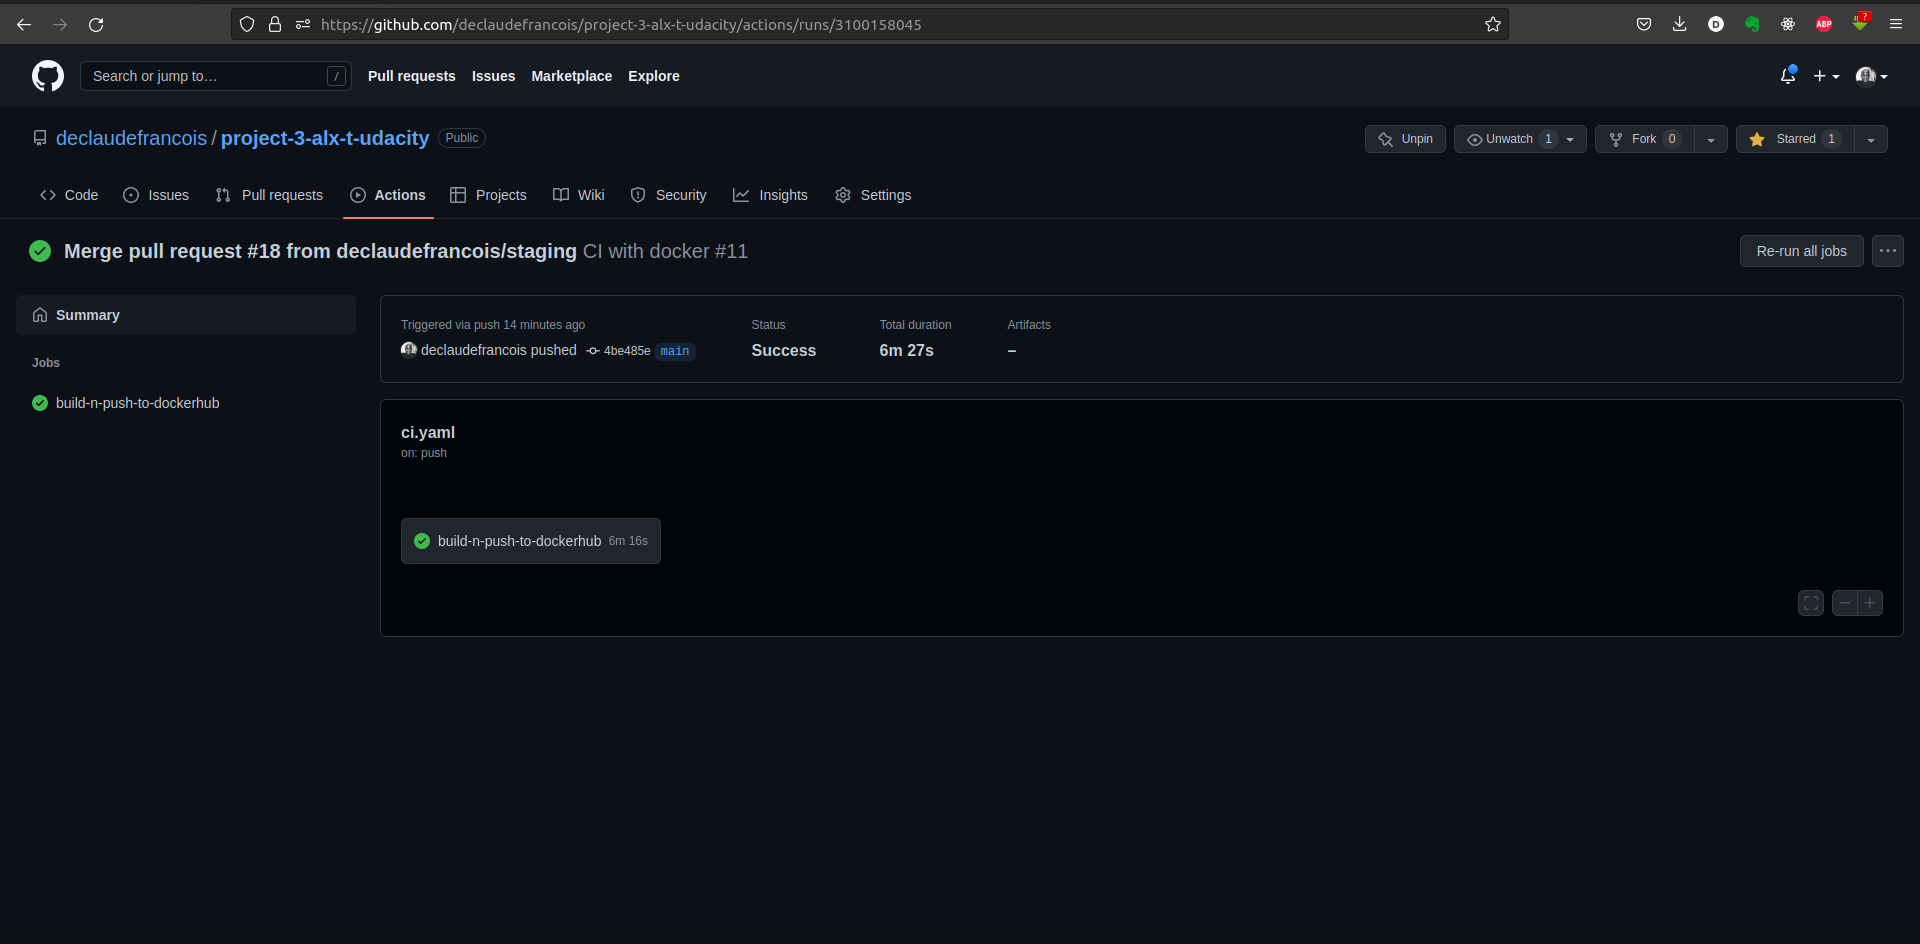 https://github.com/declaudefrancois/project-3-alx-t-udacity/actions/runs/3100158045
D
ABP
?
Search or jump to…
/
Pull requests
Issues
Marketplace
Explore
declaudefrancois / project-3-alx-t-udacity
Public
Unpin
Unwatch 1
Fork 0
Starred 1
Code
Issues
Pull requests
Actions
Projects
Wiki
Security
Insights
Settings
Merge pull request #18 from declaudefrancois/staging CI with docker #11
Re-run all jobs
Summary
Jobs
build-n-push-to-dockerhub
Triggered via push 14 minutes ago
declaudefrancois pushed 4be485e main
Status
Success
Total duration
6m 27s
Artifacts
–
ci.yaml
on: push
build-n-push-to-dockerhub 6m 16s